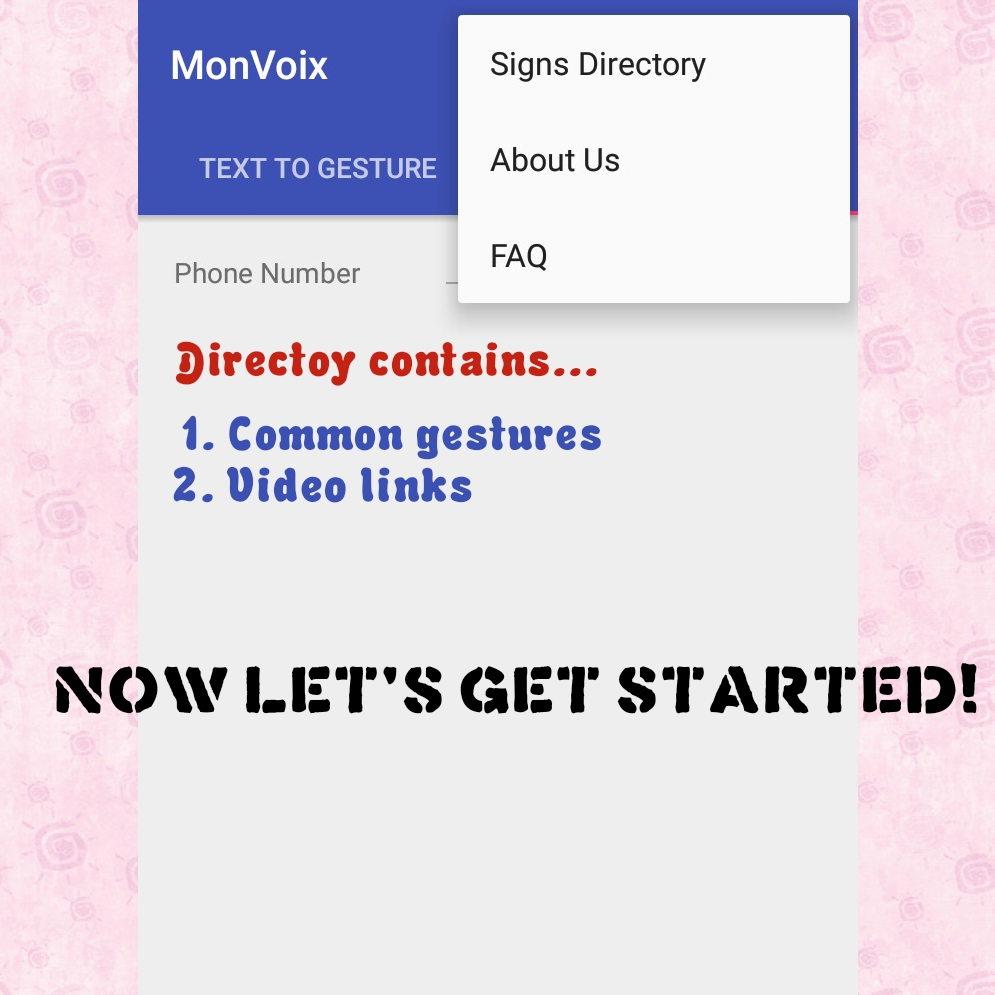 MonVoix
Signs Directory
TEXT TO GESTURE
About Us
FAQ
Phone Number
Directoy contains...
1. Common gestures
2. Video links
NOW LET'S GET STARTED!